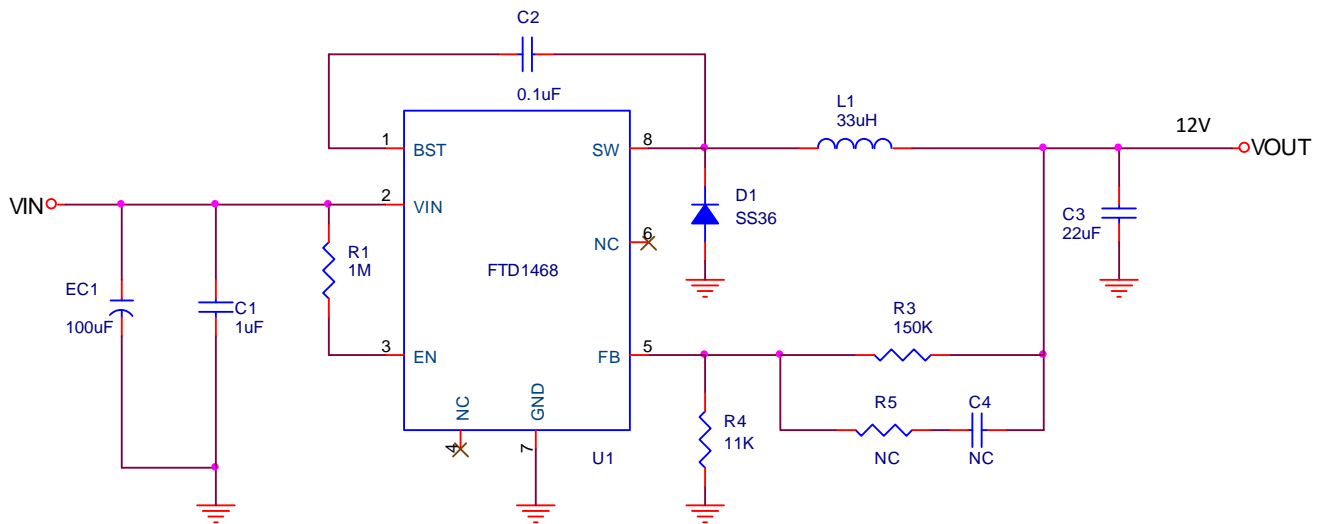 C2
0.1uF
L1
33uH
12V
VOUT
1
BST
SW
8
VIN
2
VIN
D1
SS36
C3
22uF
NC
6
R1
1M
FTD1468
EC1
100uF
C1
1uF
R3
150K
3
EN
FB
5
NC
GND
4
7
R4
11K
R5
NC
C4
NC
U1